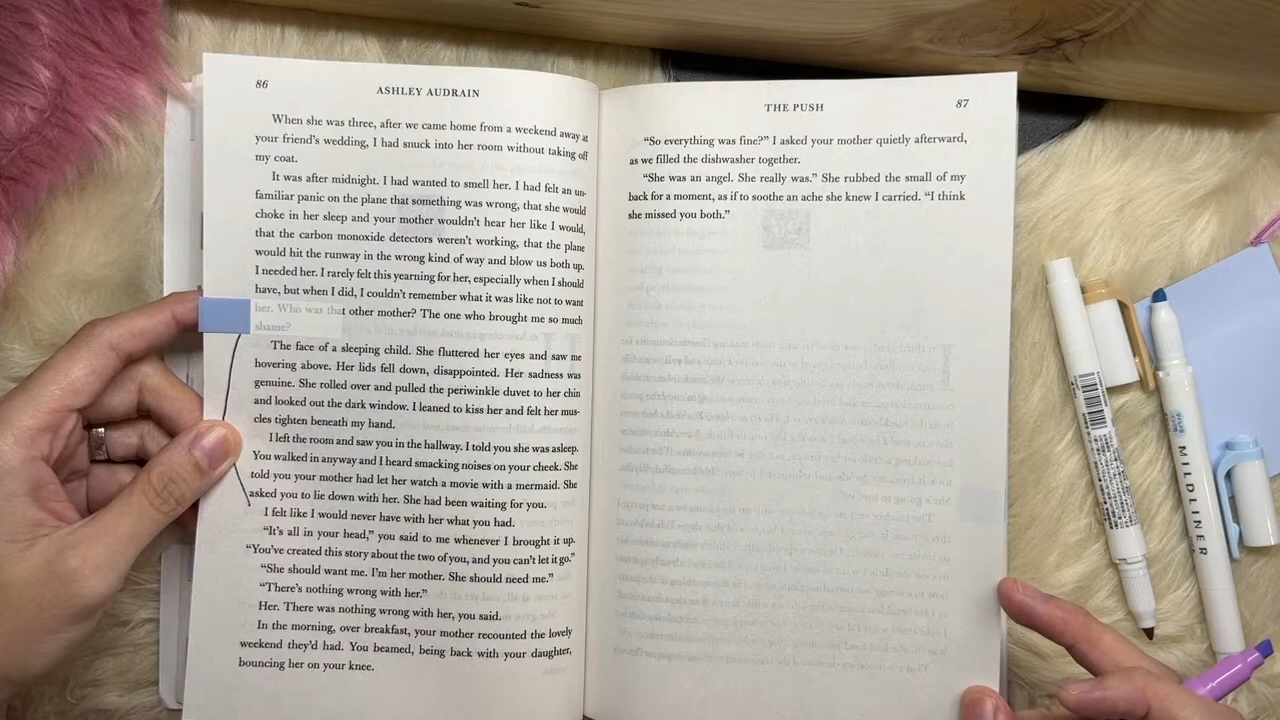 86
ASHLEY AUDRAIN
When she was three, after we came home from a weekend away at
your friend's wedding, I had snuck into her room without taking off
my coat.
It was after midnight. I had wanted to smell her. I had felt an un-
familiar panic on the plane that something was wrong, that she would
choke in her sleep and your mother wouldn't hear her like I would,
that the carbon monoxide detectors weren't working, that the plane
would hit the runway in the wrong kind of way and blow us both up.
I needed her. I rarely felt this yearning for her, especially when I should
have, but when I did, I couldn't remember what it was like not to want
her. Who was that other mother? The one who brought me so much
shame?
The face of a sleeping child. She fluttered her eyes and saw me
hovering above. Her lids fell down, disappointed. Her sadness was
genuine. She rolled over and pulled the periwinkle duvet to her chin
and looked out the dark window. I leaned to kiss her and felt her mus-
cles tighten beneath my hand.
I left the room and saw you in the hallway. I told you she was asleep.
You walked in anyway and I heard smacking noises on your cheek. She
told you your mother had let her watch a movie with a mermaid. She
asked you to lie down with her. She had been waiting for you.
I felt like I would never have with her what you had.
"It's all in your head," you said to me whenever I brought it up.
"You've created this story about the two of you, and you can't let it go."
"She should want me. I'm her mother. She should need me."
"There's nothing wrong with her."
Her. There was nothing wrong with her, you said.
In the morning, over breakfast, your mother recounted the lovely
weekend they'd had. You beamed, being back with your daughter,
bouncing her on your knee.
THE PUSH
87
"So everything was fine?" I asked your mother quietly afterward,
as we filled the dishwasher together.
"She was an angel. She really was." She rubbed the small of my
back for a moment, as if to soothe an ache she knew I carried. "I think
she missed you both."
MILDLINER